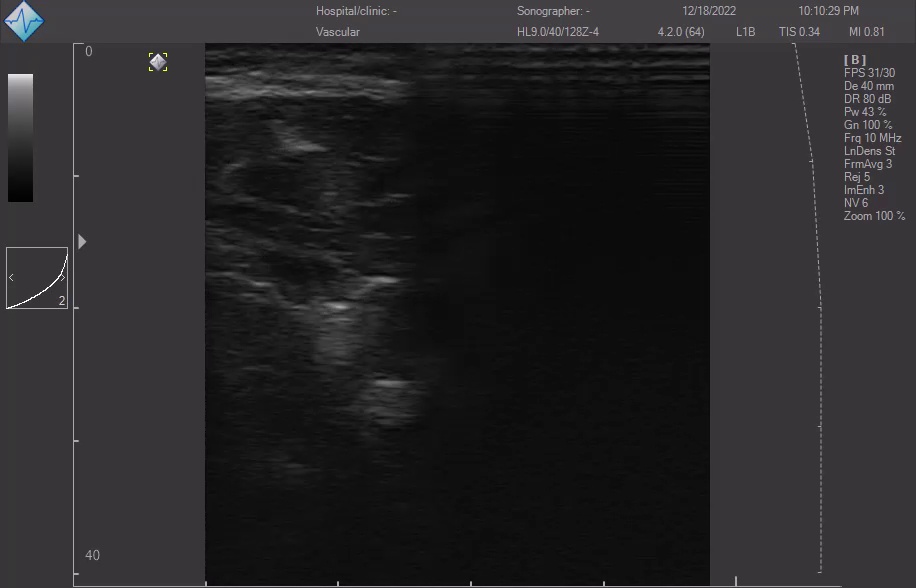 Hospital/clinic: - Sonographer: - 12/18/2022 10:10:29 PM
Vascular HL9.0/40/128Z-4 4.2.0 (64) L1B TIS 0.34 MI 0.81
0
[ B ]
FPS 31/30
De 40 mm
DR 80 dB
Pw 43 %
Gn 100 %
Frq 10 MHz
LnDens St
FrmAvg 3
Rej 5
ImEnh 3
NV 6
Zoom 100 %
2
40